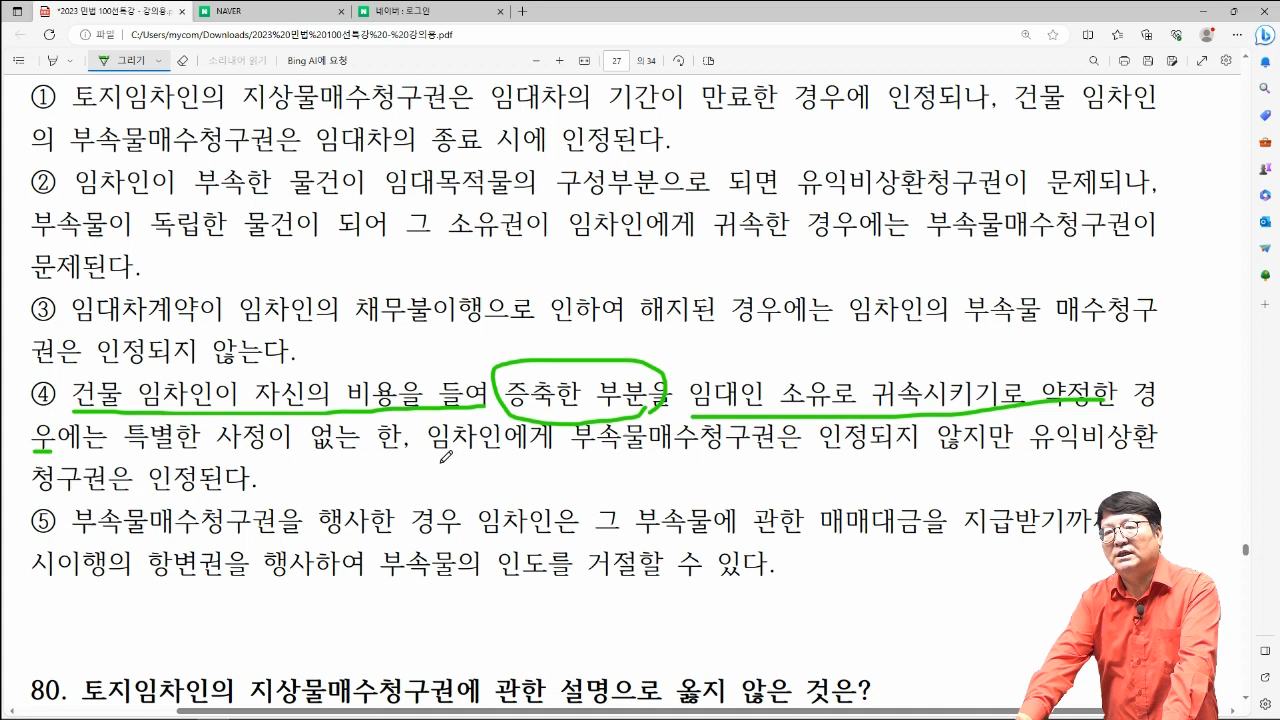 *2023 민법 100선특강 - 강의용.p
NAVER
네이버 : 로그인
파일
C:/Users/mycom/Downloads/2023%20민법%20100선특강%20-%20강의용.pdf
그리기
소리내어 읽기
Bing AI에 요청
27
의 34
① 토지임차인의 지상물매수청구권은 임대차의 기간이 만료한 경우에 인정되나, 건물 임차인
의 부속물매수청구권은 임대차의 종료 시에 인정된다.
② 임차인이 부속한 물건이 임대목적물의 구성부분으로 되면 유익비상환청구권이 문제되나,
부속물이 독립한 물건이 되어 그 소유권이 임차인에게 귀속한 경우에는 부속물매수청구권이
문제된다.
③ 임대차계약이 임차인의 채무불이행으로 인하여 해지된 경우에는 임차인의 부속물 매수청구
권은 인정되지 않는다.
④ 건물 임차인이 자신의 비용을 들여 증축한 부분을 임대인 소유로 귀속시키기로 약정한 경
우에는 특별한 사정이 없는 한, 임차인에게 부속물매수청구권은 인정되지 않지만 유익비상환
청구권은 인정된다.
⑤ 부속물매수청구권을 행사한 경우 임차인은 그 부속물에 관한 매매대금을 지급받기까지
시이행의 항변권을 행사하여 부속물의 인도를 거절할 수 있다.
80. 토지임차인의 지상물매수청구권에 관한 설명으로 옳지 않은 것은?